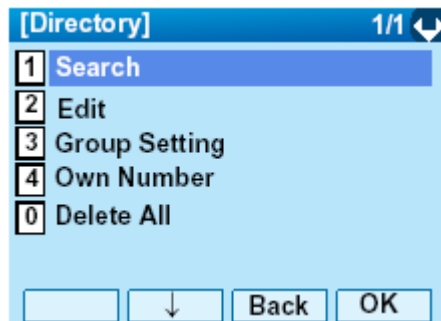 [Directory] 1/1
1 Search
2 Edit
3 Group Setting
4 Own Number
0 Delete All
↓ Back OK